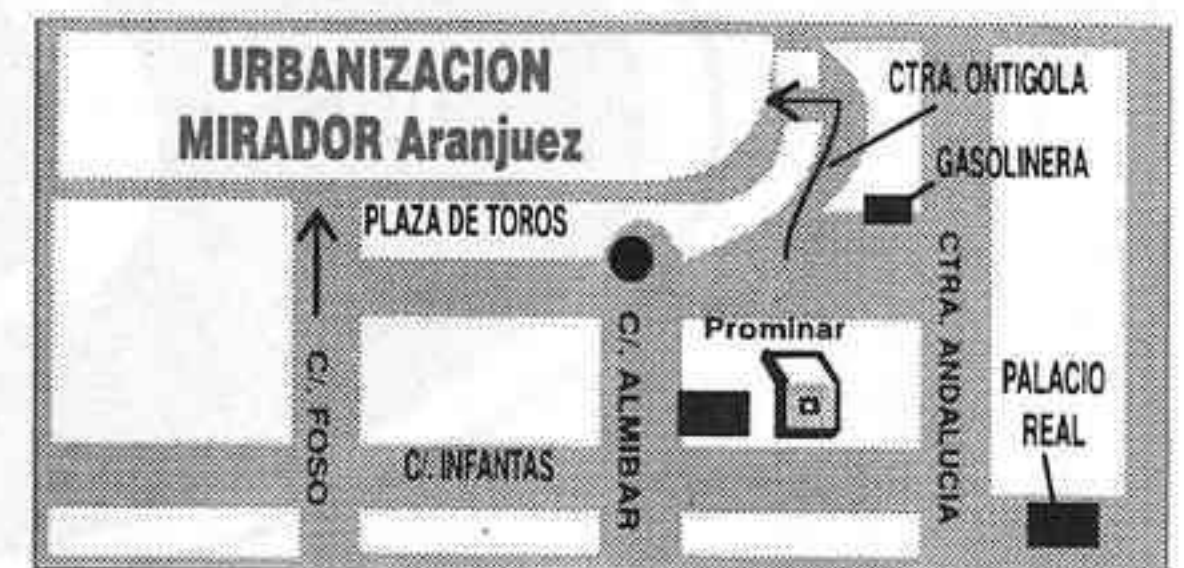 URBANIZACION
MIRADOR Aranjuez
CTRA. ONTIGOLA
GASOLINERA
PLAZA DE TOROS
C/. FOSO
C/. ALMIBAR
Prominar
CTRA. ANDALUCIA
PALACIO
REAL
C/. INFANTAS